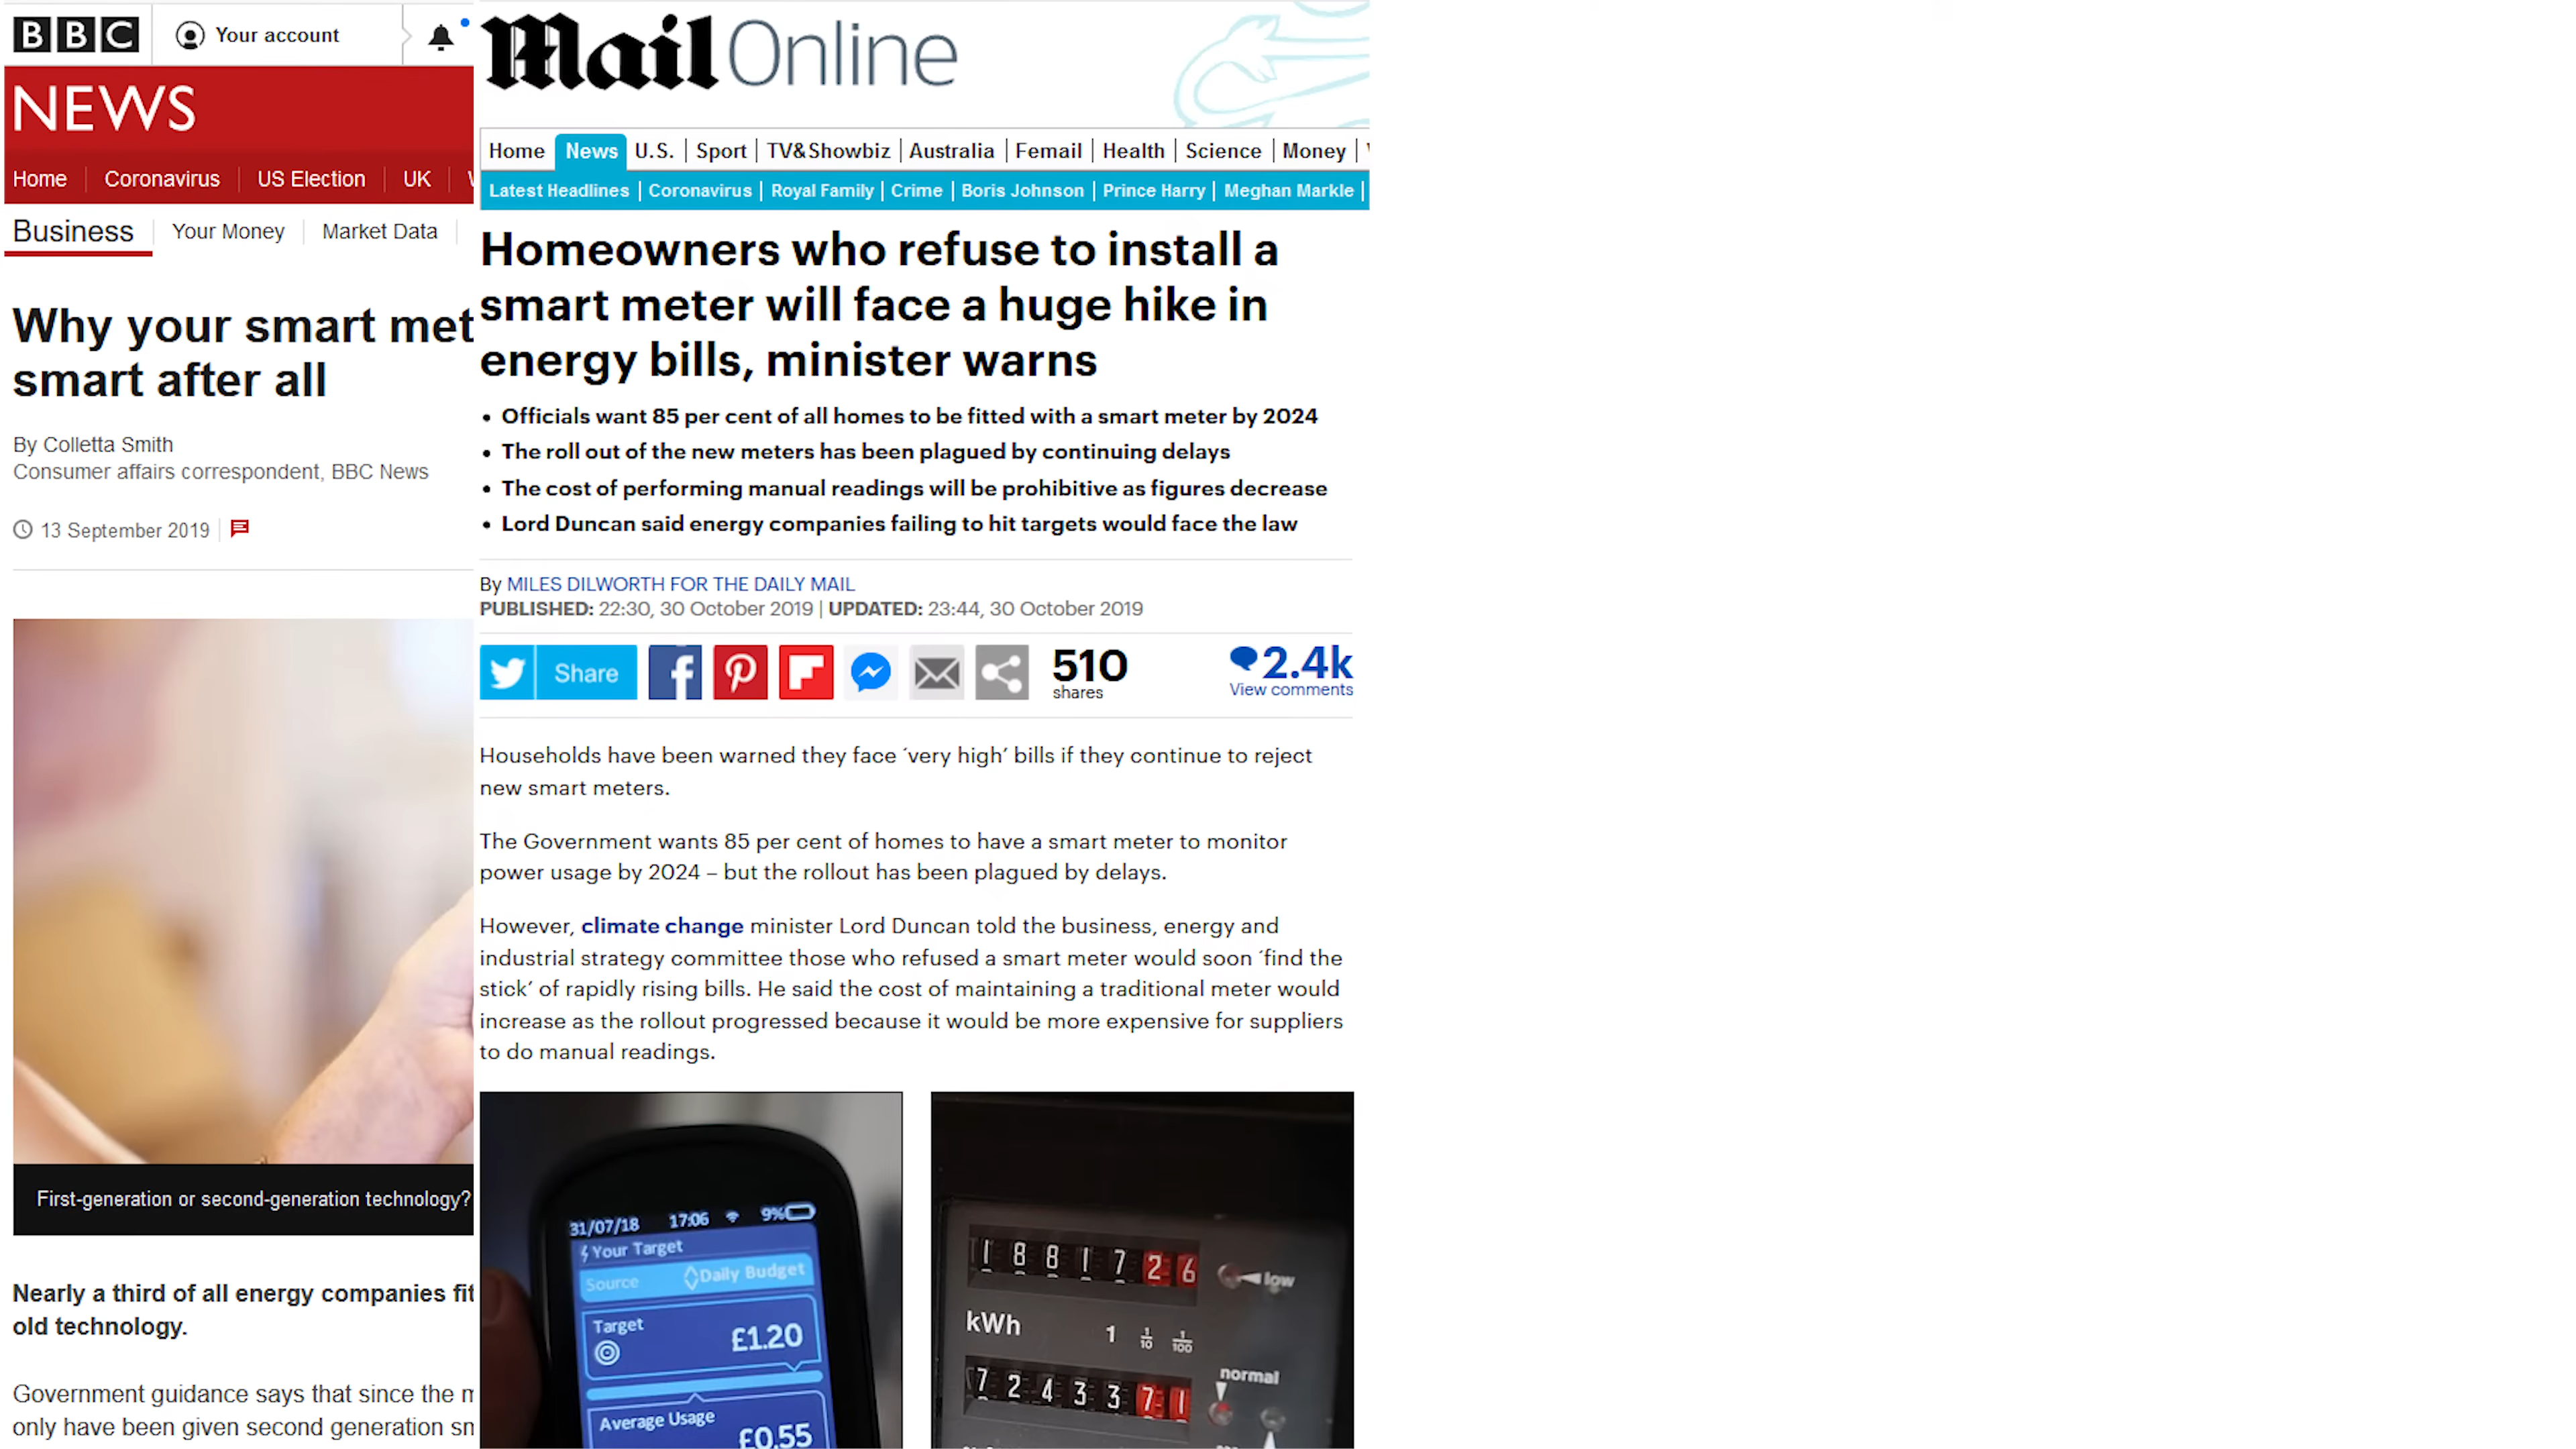 BBC
Your account
NEWS
Home
Coronavirus
US Election
UK
Business
Your Money
Market Data
Why your smart met
smart after all
By Colletta Smith
Consumer affairs correspondent, BBC News
13 September 2019
First-generation or second-generation technology?
Nearly a third of all energy companies fit
old technology.
Government guidance says that since the m
only have been given second generation sm
Mail Online
Home News U.S. Sport TV&Showbiz Australia Femail Health Science Money
Latest Headlines Coronavirus Royal Family Crime Boris Johnson Prince Harry Meghan Markle
Homeowners who refuse to install a
smart meter will face a huge hike in
energy bills, minister warns
• Officials want 85 per cent of all homes to be fitted with a smart meter by 2024
• The roll out of the new meters has been plagued by continuing delays
• The cost of performing manual readings will be prohibitive as figures decrease
• Lord Duncan said energy companies failing to hit targets would face the law
By MILES DILWORTH FOR THE DAILY MAIL
PUBLISHED: 22:30, 30 October 2019 | UPDATED: 23:44, 30 October 2019
Share
510
shares
2.4k
View comments
Households have been warned they face ‘very high’ bills if they continue to reject
new smart meters.
The Government wants 85 per cent of homes to have a smart meter to monitor
power usage by 2024 – but the rollout has been plagued by delays.
However, climate change minister Lord Duncan told the business, energy and
industrial strategy committee those who refused a smart meter would soon ‘find the
stick’ of rapidly rising bills. He said the cost of maintaining a traditional meter would
increase as the rollout progressed because it would be more expensive for suppliers
to do manual readings.
31/07/18 17:06 9%
Your Target
Source Daily Budget
Target
£1.20
Average Usage
£0.55
1 8 8 1 7 2 6
low
kWh 1 1/10 1/100
7 2 4 3 3 7 1
normal